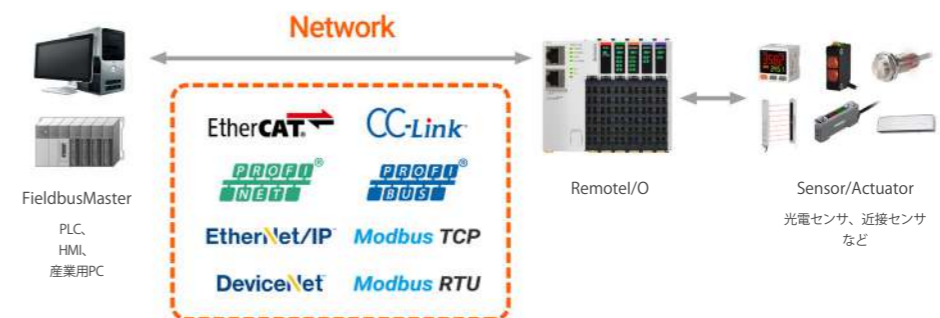 Network
EtherCAT®
CC-Link
PROFI® NET
PROFI® BUS
EtherNet/IP
Modbus TCP
DeviceNet
Modbus RTU
FieldbusMaster
PLC、
HMI、
産業用PC
RemoteI/O
Sensor/Actuator
光電センサ、近接センサ
など